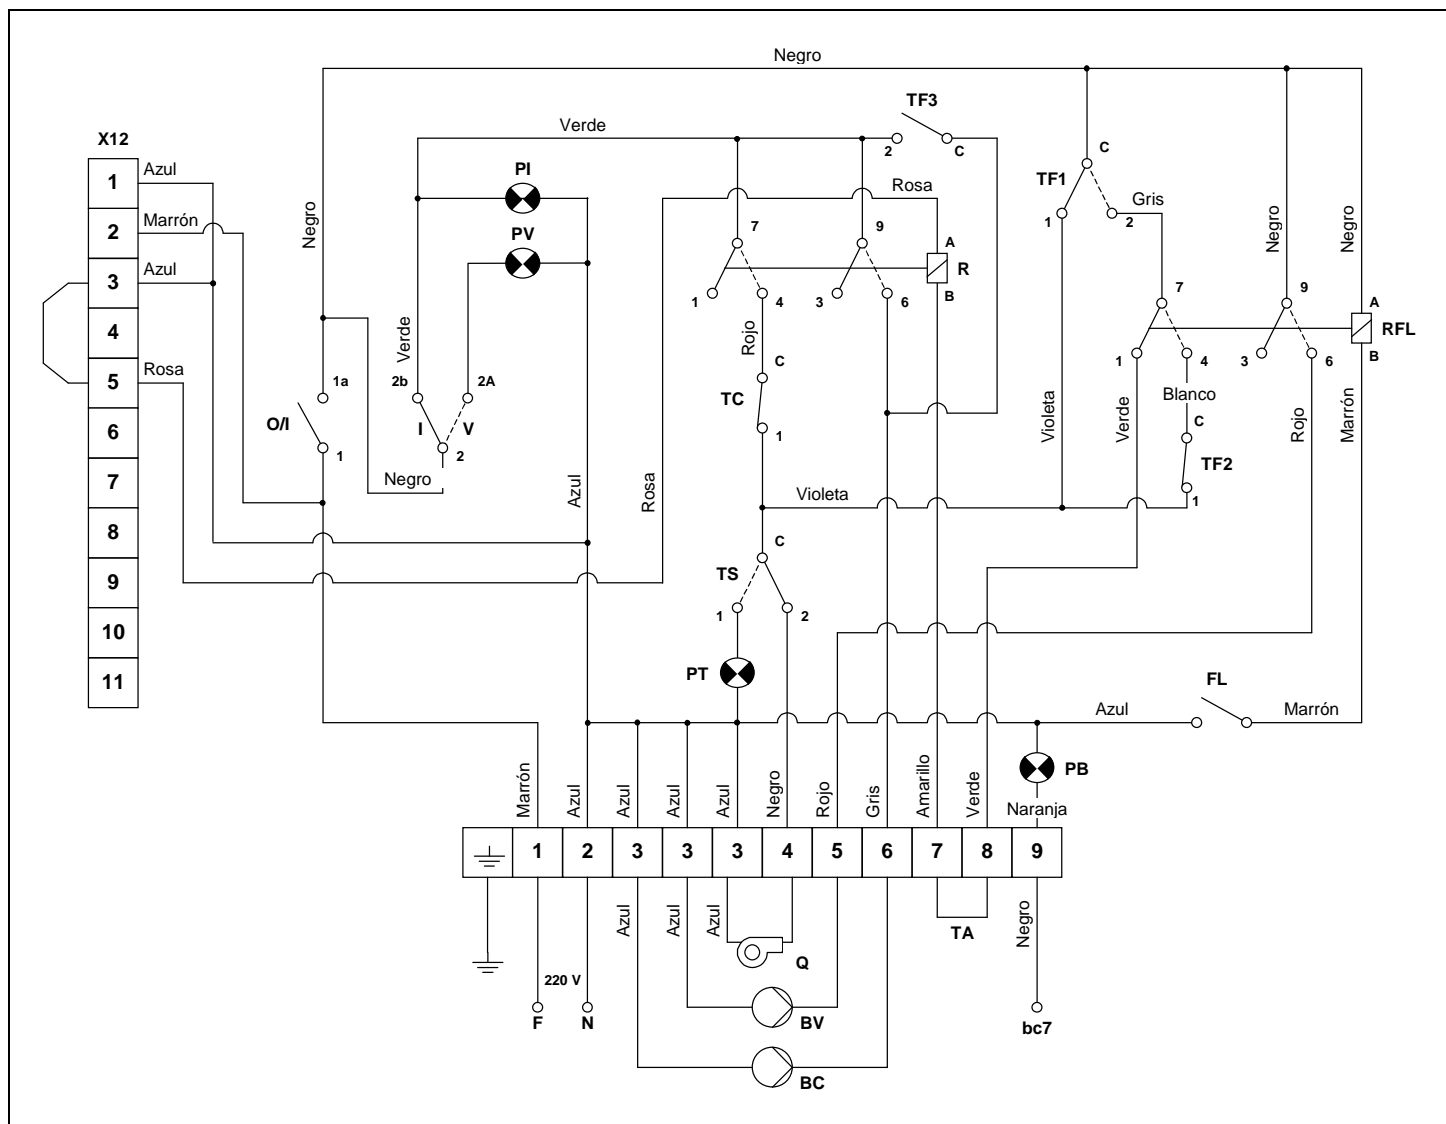 Negro
TF3
Verde
2
C
X12
Azul
1
PI
Rosa
C
TF1
1
2
Gris
Marrón
2
Negro
PV
7
9
A
R
B
Negro
Negro
Azul
3
1
4
3
6
7
9
A
RFL
B
4
Verde
Rojo
1
4
3
6
Rosa
5
1a
2b
2A
C
TC
1
Violeta
Verde
Blanco
C
Rojo
Marrón
O/I
1
I
V
2
TF2
1
6
Negro
7
Azul
Rosa
Violeta
8
C
TS
9
1
2
10
PT
11
FL
Azul
Marrón
PB
Marrón
Azul
Azul
Azul
Azul
Negro
Rojo
Gris
Amarillo
Verde
Naranja
1
2
3
3
3
4
5
6
7
8
9
Azul
Azul
Azul
TA
Negro
Q
220 V
F
N
BV
bc7
BC